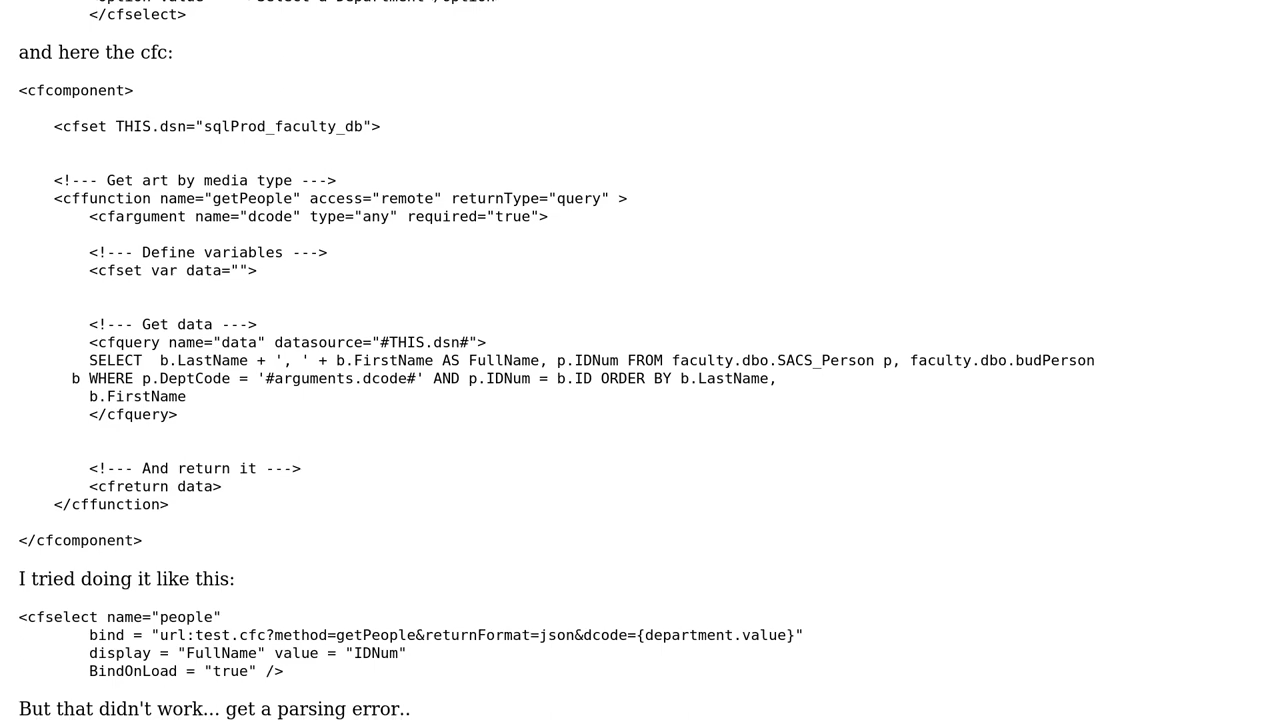 </cfselect>
and here the cfc:
<cfcomponent>
<cfset THIS.dsn="sqlProd_faculty_db">
<!--- Get art by media type --->
<cffunction name="getPeople" access="remote" returnType="query" >
<cfargument name="dcode" type="any" required="true">
<!--- Define variables --->
<cfset var data="">
<!--- Get data --->
<cfquery name="data" datasource="#THIS.dsn#">
SELECT  b.LastName + ', ' + b.FirstName AS FullName, p.IDNum FROM faculty.dbo.SACS_Person p, faculty.dbo.budPerson
b WHERE p.DeptCode = '#arguments.dcode#' AND p.IDNum = b.ID ORDER BY b.LastName,
b.FirstName
</cfquery>
<!--- And return it --->
<cfreturn data>
</cffunction>
</cfcomponent>
I tried doing it like this:
<cfselect name="people"
bind = "url:test.cfc?method=getPeople&returnFormat=json&dcode={department.value}"
display = "FullName" value = "IDNum"
BindOnLoad = "true" />
But that didn't work... get a parsing error..